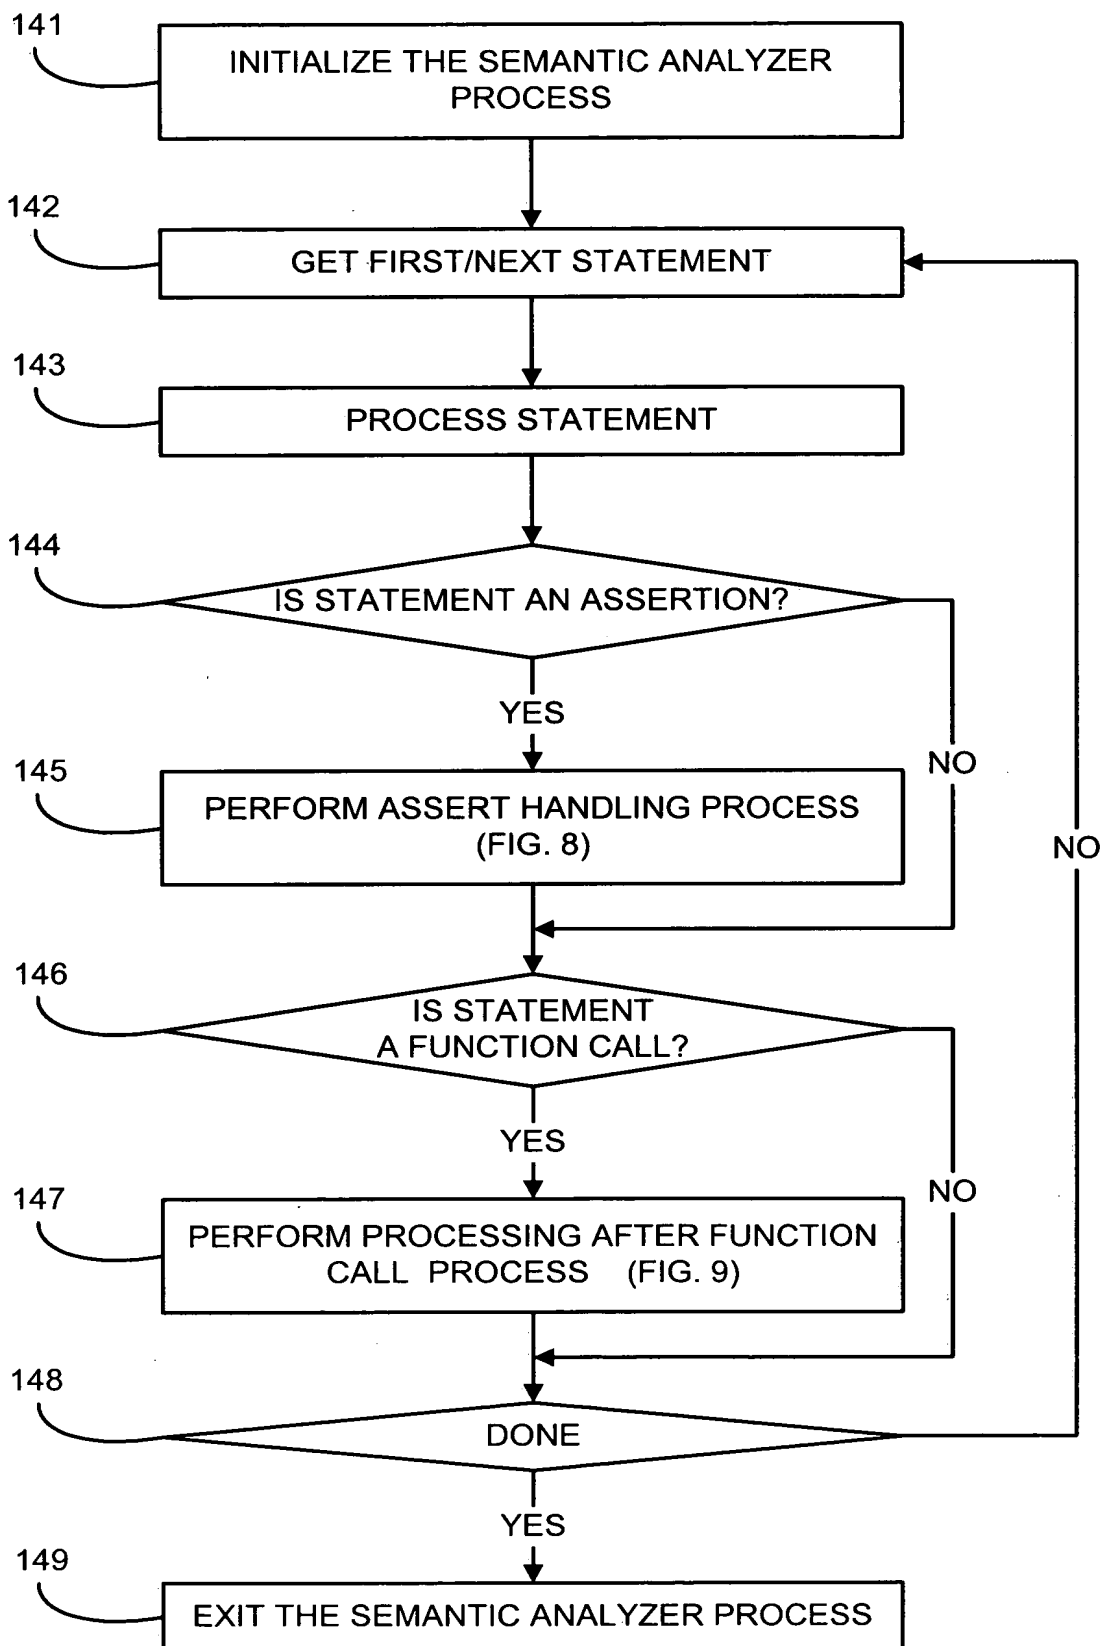 141
INITIALIZE THE SEMANTIC ANALYZER
PROCESS
142
GET FIRST/NEXT STATEMENT
143
PROCESS STATEMENT
144
IS STATEMENT AN ASSERTION?
YES
NO
145
PERFORM ASSERT HANDLING PROCESS
(FIG. 8)
NO
146
IS STATEMENT
A FUNCTION CALL?
YES
NO
147
PERFORM PROCESSING AFTER FUNCTION
CALL PROCESS (FIG. 9)
148
DONE
YES
149
EXIT THE SEMANTIC ANALYZER PROCESS